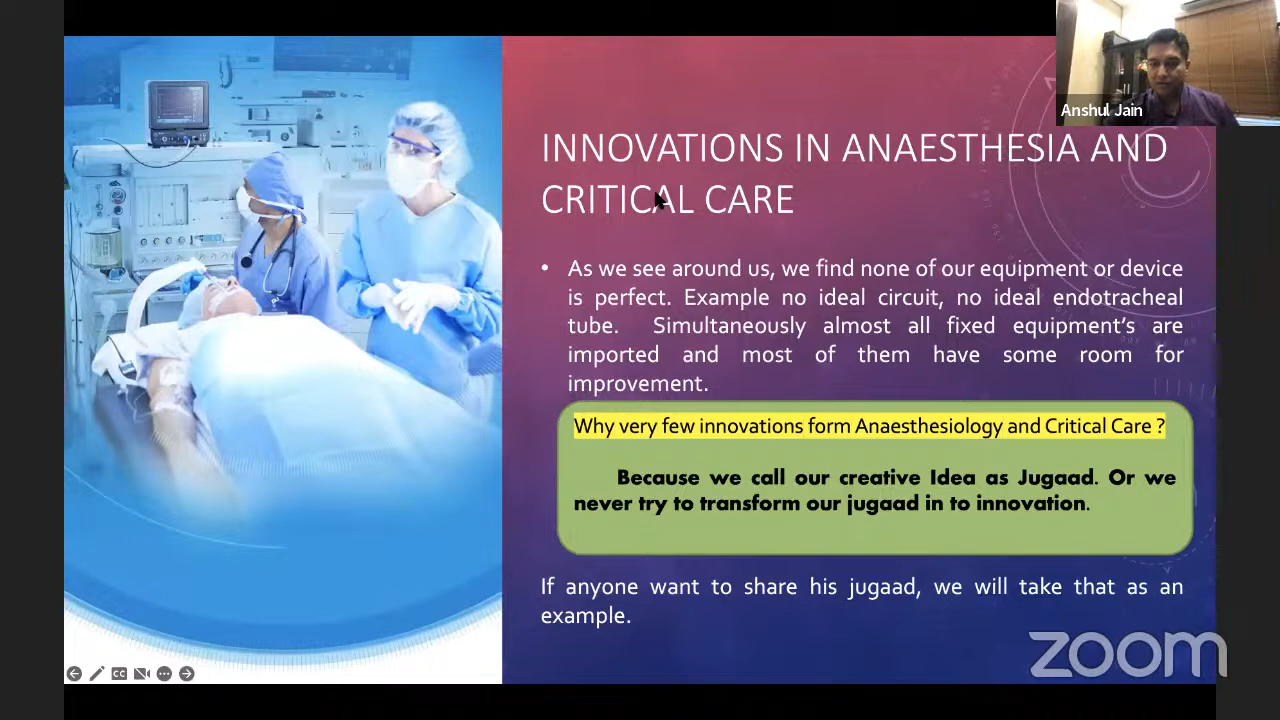 Anshul Jain
INNOVATIONS IN ANAESTHESIA AND
CRITICAL CARE
• As we see around us, we find none of our equipment or device
is perfect. Example no ideal circuit, no ideal endotracheal
tube. Simultaneously almost all fixed equipment's are
imported and most of them have some room for
improvement.
Why very few innovations form Anaesthesiology and Critical Care ?
Because we call our creative Idea as Jugaad. Or we
never try to transform our jugaad in to innovation.
If anyone want to share his jugaad, we will take that as an
example.
CC
zoom